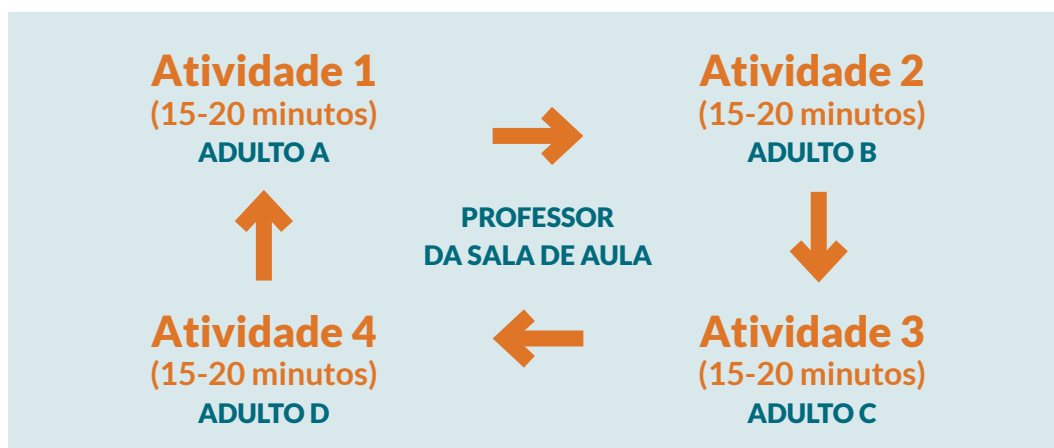 Atividade 1
(15-20 minutos)
ADULTO A
Atividade 2
(15-20 minutos)
ADULTO B
PROFESSOR
DA SALA DE AULA
Atividade 4
(15-20 minutos)
ADULTO D
Atividade 3
(15-20 minutos)
ADULTO C